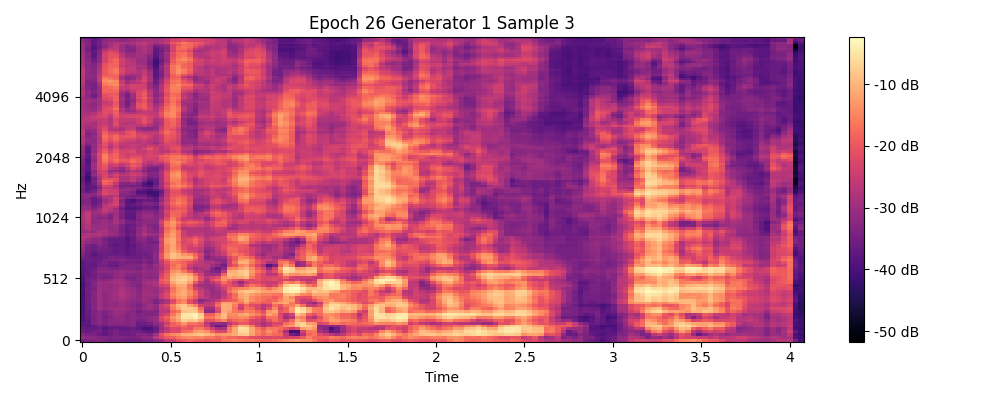 Epoch 26 Generator 1 Sample 3
Hz
4096
2048
1024
512
0
0 0.5 1 1.5 2 2.5 3 3.5 4
Time
-10 dB
-20 dB
-30 dB
-40 dB
-50 dB